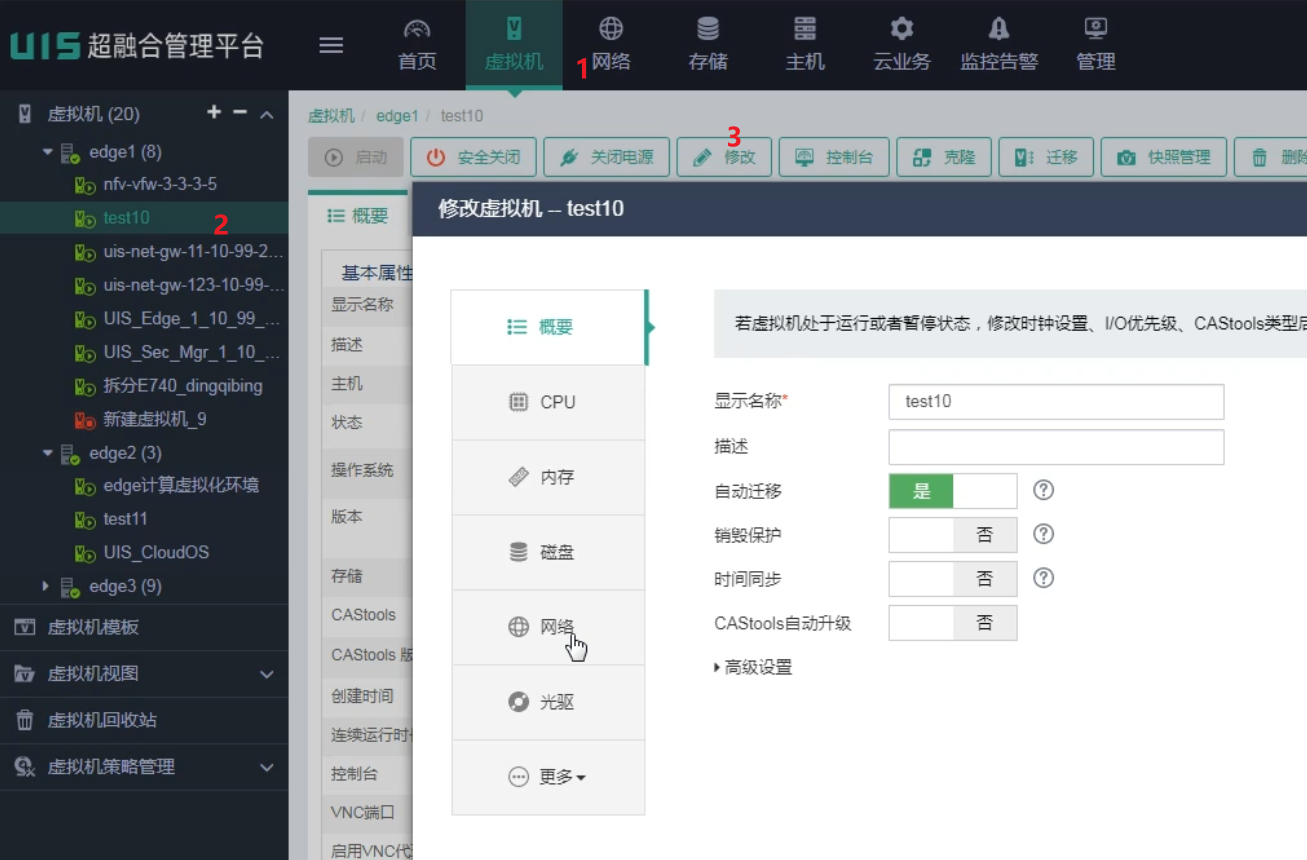 UIS 超融合管理平台
首页
虚拟机
网络
存储
主机
云业务
监控告警
管理
1
虚拟机 (20)
edge1 (8)
nfv-vfw-3-3-3-5
test10
2
uis-net-gw-11-10-99-2...
uis-net-gw-123-10-99-...
UIS_Edge_1_10_99_...
UIS_Sec_Mgr_1_10_...
拆分E740_dingqibing
新建虚拟机_9
edge2 (3)
edge计算虚拟化环境
test11
UIS_CloudOS
edge3 (9)
虚拟机模板
虚拟机视图
虚拟机回收站
虚拟机策略管理
虚拟机 / edge1 / test10
3
启动
安全关闭
关闭电源
修改
控制台
克隆
迁移
快照管理
删除
概要
基本属性
显示名称
描述
主机
状态
操作系统
版本
存储
CAStools
CAStools 版
创建时间
连续运行时
控制台
VNC端口
启用VNC代
修改虚拟机 -- test10
概要
CPU
内存
磁盘
网络
光驱
更多
若虚拟机处于运行或者暂停状态，修改时钟设置、I/O优先级、CAStools类型后
显示名称* test10
描述
自动迁移 是
销毁保护 否
时间同步 否
CAStools自动升级 否
高级设置